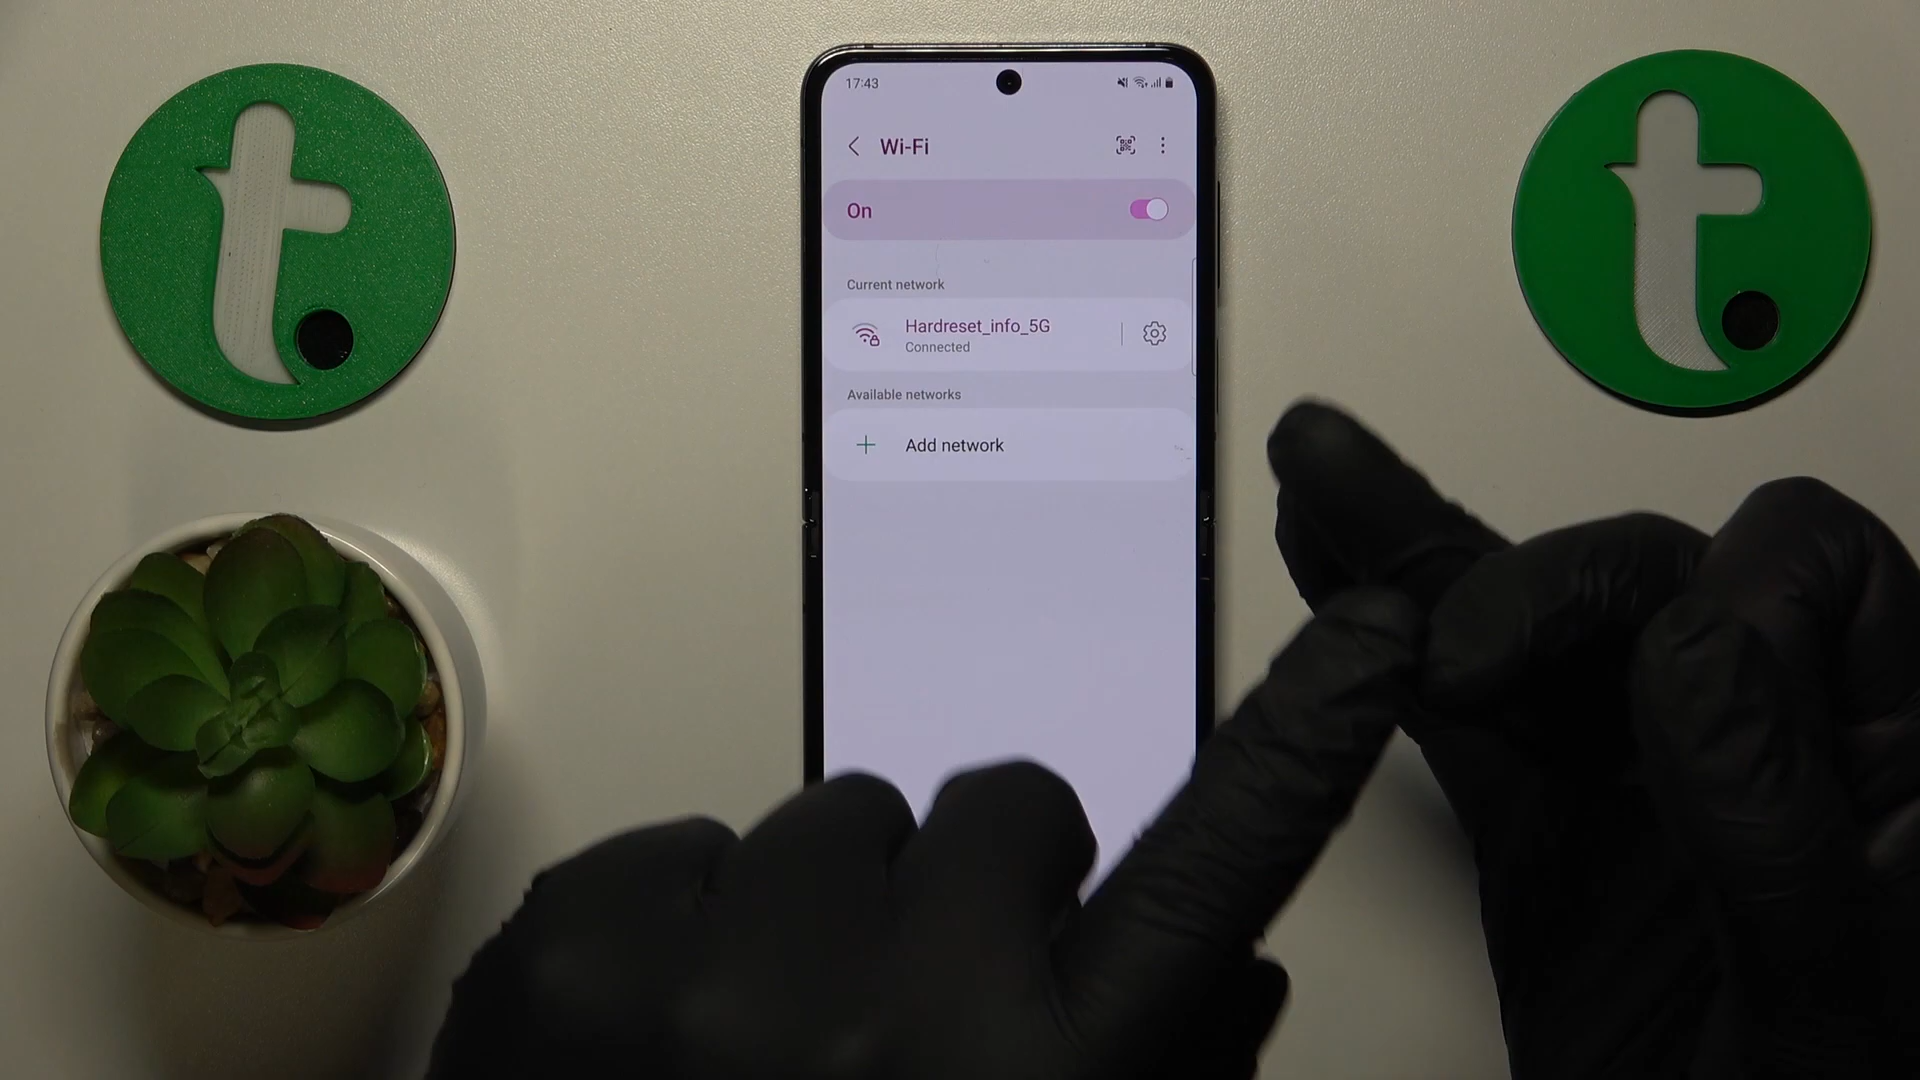 17:43
Wi-Fi
On
Current network
Hardreset_info_5G
Connected
Available networks
Add network
t.
t.